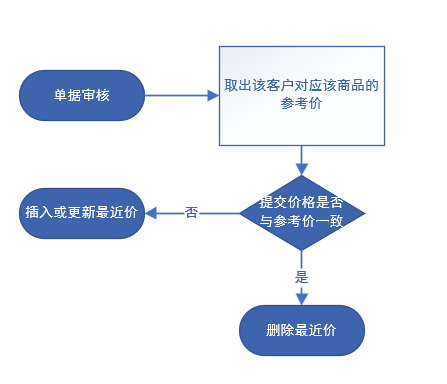 单据审核
取出该客户对应该商品的
参考价
提交价格是否
与参考价一致
否
插入或更新最近价
是
删除最近价